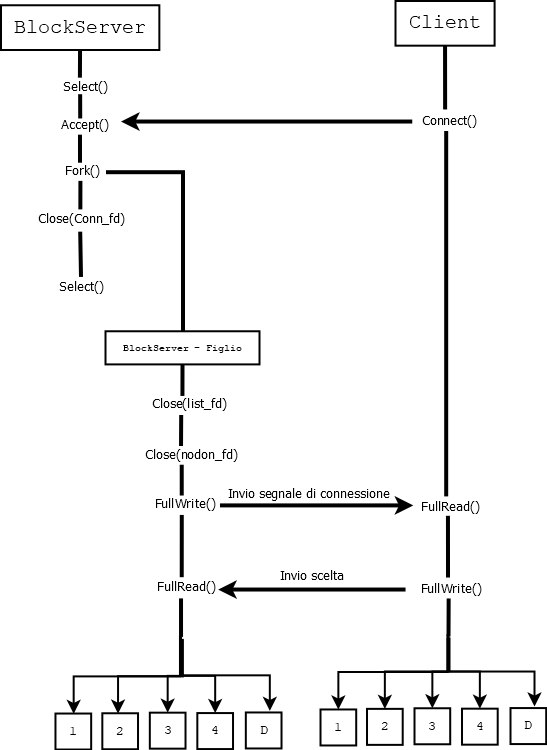 BlockServer
Client
Select()
Accept()
Connect()
Fork()
Close(Conn_fd)
Select()
BlockServer - Figlio
Close(list_fd)
Close(nodon_fd)
FullWrite()
Invio segnale di connessione
FullRead()
FullRead()
Invio scelta
FullWrite()
1 2 3 4 D
1 2 3 4 D